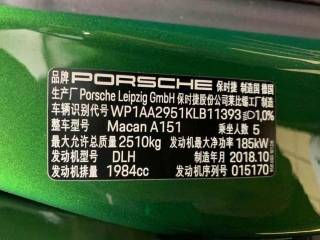 品牌 PORSCHE 保时捷 制造国 德国
生产厂 Porsche Leipzig GmbH 保时捷股份公司莱比锡工厂制造
车辆识别代号 WP1AA2951KLB11393 1,0%
整车型号 Macan A151 乘坐人数 5
最大允许总质量 2510kg 发动机最大净功率 185kW
发动机型号 DLH 制造年月 2018.10
发动机排量 1984cc 发动机序列号 015170